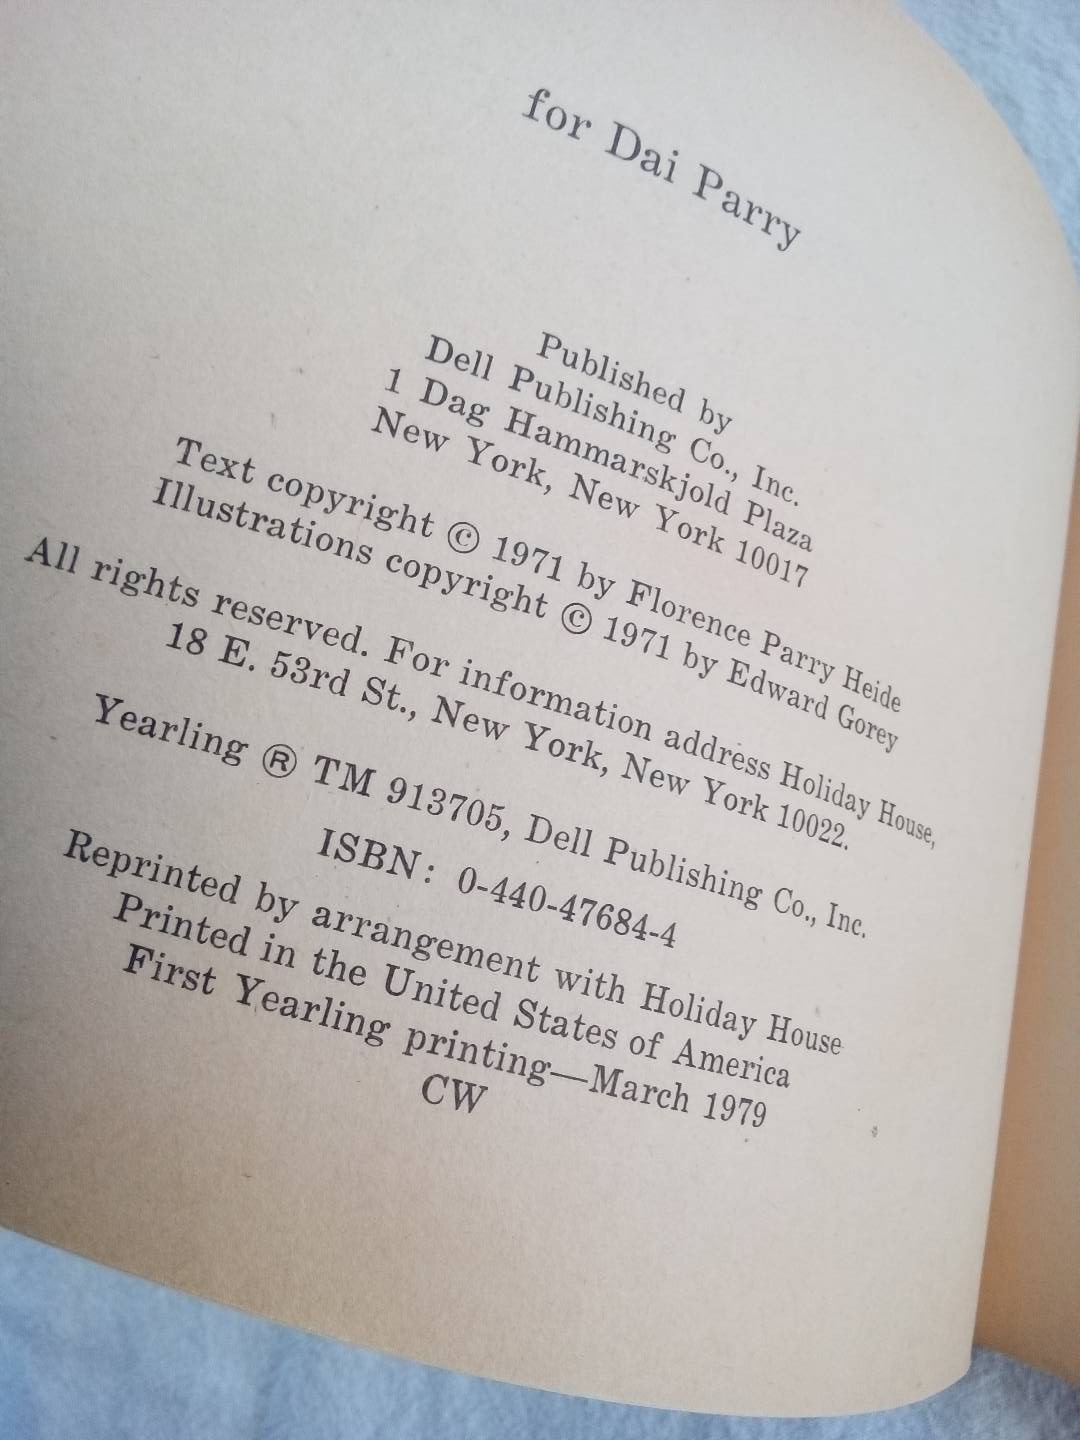 for Dai Parry
Published by
Dell Publishing Co., Inc.
1 Dag Hammarskjold Plaza
New York, New York 10017
Text copyright © 1971 by Florence Parry Heide
Illustrations copyright © 1971 by Edward Gorey
All rights reserved. For information address Holiday House,
18 E. 53rd St., New York, New York 10022.
Yearling ® TM 913705, Dell Publishing Co., Inc.
ISBN: 0-440-47684-4
Reprinted by arrangement with Holiday House
Printed in the United States of America
First Yearling printing—March 1979
CW